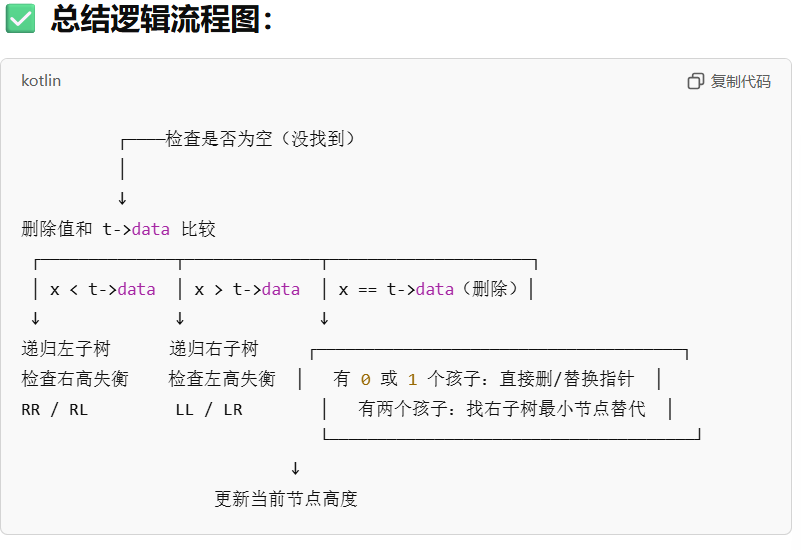 ✅ 总结逻辑流程图：
kotlin 复制代码
┌────检查是否为空（没找到）
│
↓
删除值和 t->data 比较
┌─────────────┬─────────────┬───────────────────┐
│ x < t->data │ x > t->data │ x == t->data（删除）│
↓ ↓ ↓
递归左子树 递归右子树 ┌──────────────────────────────────┐
检查右高失衡 检查左高失衡 │ 有 0 或 1 个孩子：直接删/替换指针 │
RR / RL LL / LR │ 有两个孩子：找右子树最小节点替代 │
└──────────────────────────────────┘
↓
更新当前节点高度